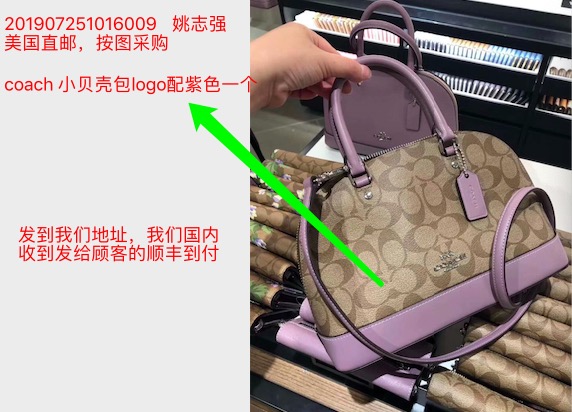 201907251016009 姚志强
美国直邮，按图采购
coach 小贝壳包logo配紫色一个
发到我们地址，我们国内
收到发给顾客的顺丰到付
COACH